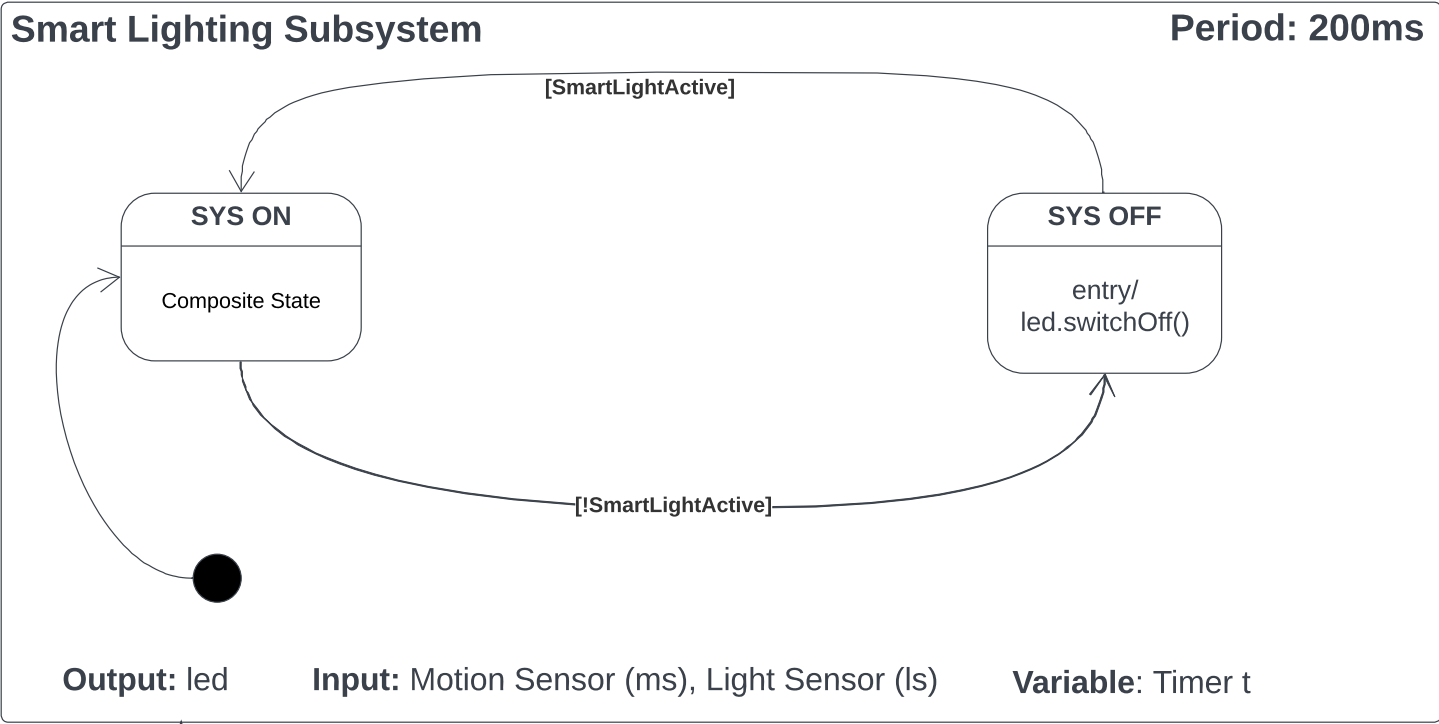 Smart Lighting Subsystem
Period: 200ms
[SmartLightActive]
SYS ON
Composite State
SYS OFF
entry/
led.switchOff()
[!SmartLightActive]
Output: led
Input: Motion Sensor (ms), Light Sensor (ls)
Variable: Timer t